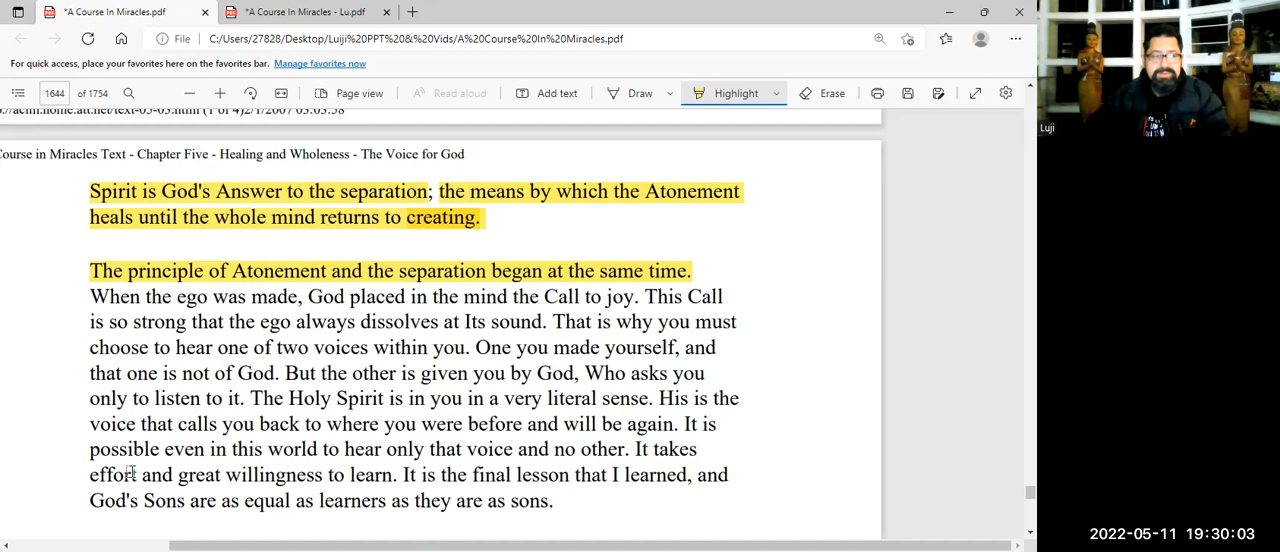 *A Course In Miracles.pdf
*A Course In Miracles - Lu.pdf
File C:/Users/27828/Desktop/Luiji%20PPT%20&%20Vids/A%20Course%20In%20Miracles.pdf
For quick access, place your favorites here on the favorites bar. Manage favorites now
1644 of 1754 Page view Read aloud Add text Draw Highlight Erase
Luji
Course in Miracles Text - Chapter Five - Healing and Wholeness - The Voice for God
Spirit is God's Answer to the separation; the means by which the Atonement
heals until the whole mind returns to creating.
The principle of Atonement and the separation began at the same time.
When the ego was made, God placed in the mind the Call to joy. This Call
is so strong that the ego always dissolves at Its sound. That is why you must
choose to hear one of two voices within you. One you made yourself, and
that one is not of God. But the other is given you by God, Who asks you
only to listen to it. The Holy Spirit is in you in a very literal sense. His is the
voice that calls you back to where you were before and will be again. It is
possible even in this world to hear only that voice and no other. It takes
effort and great willingness to learn. It is the final lesson that I learned, and
God's Sons are as equal as learners as they are as sons.
2022-05-11 19:30:03